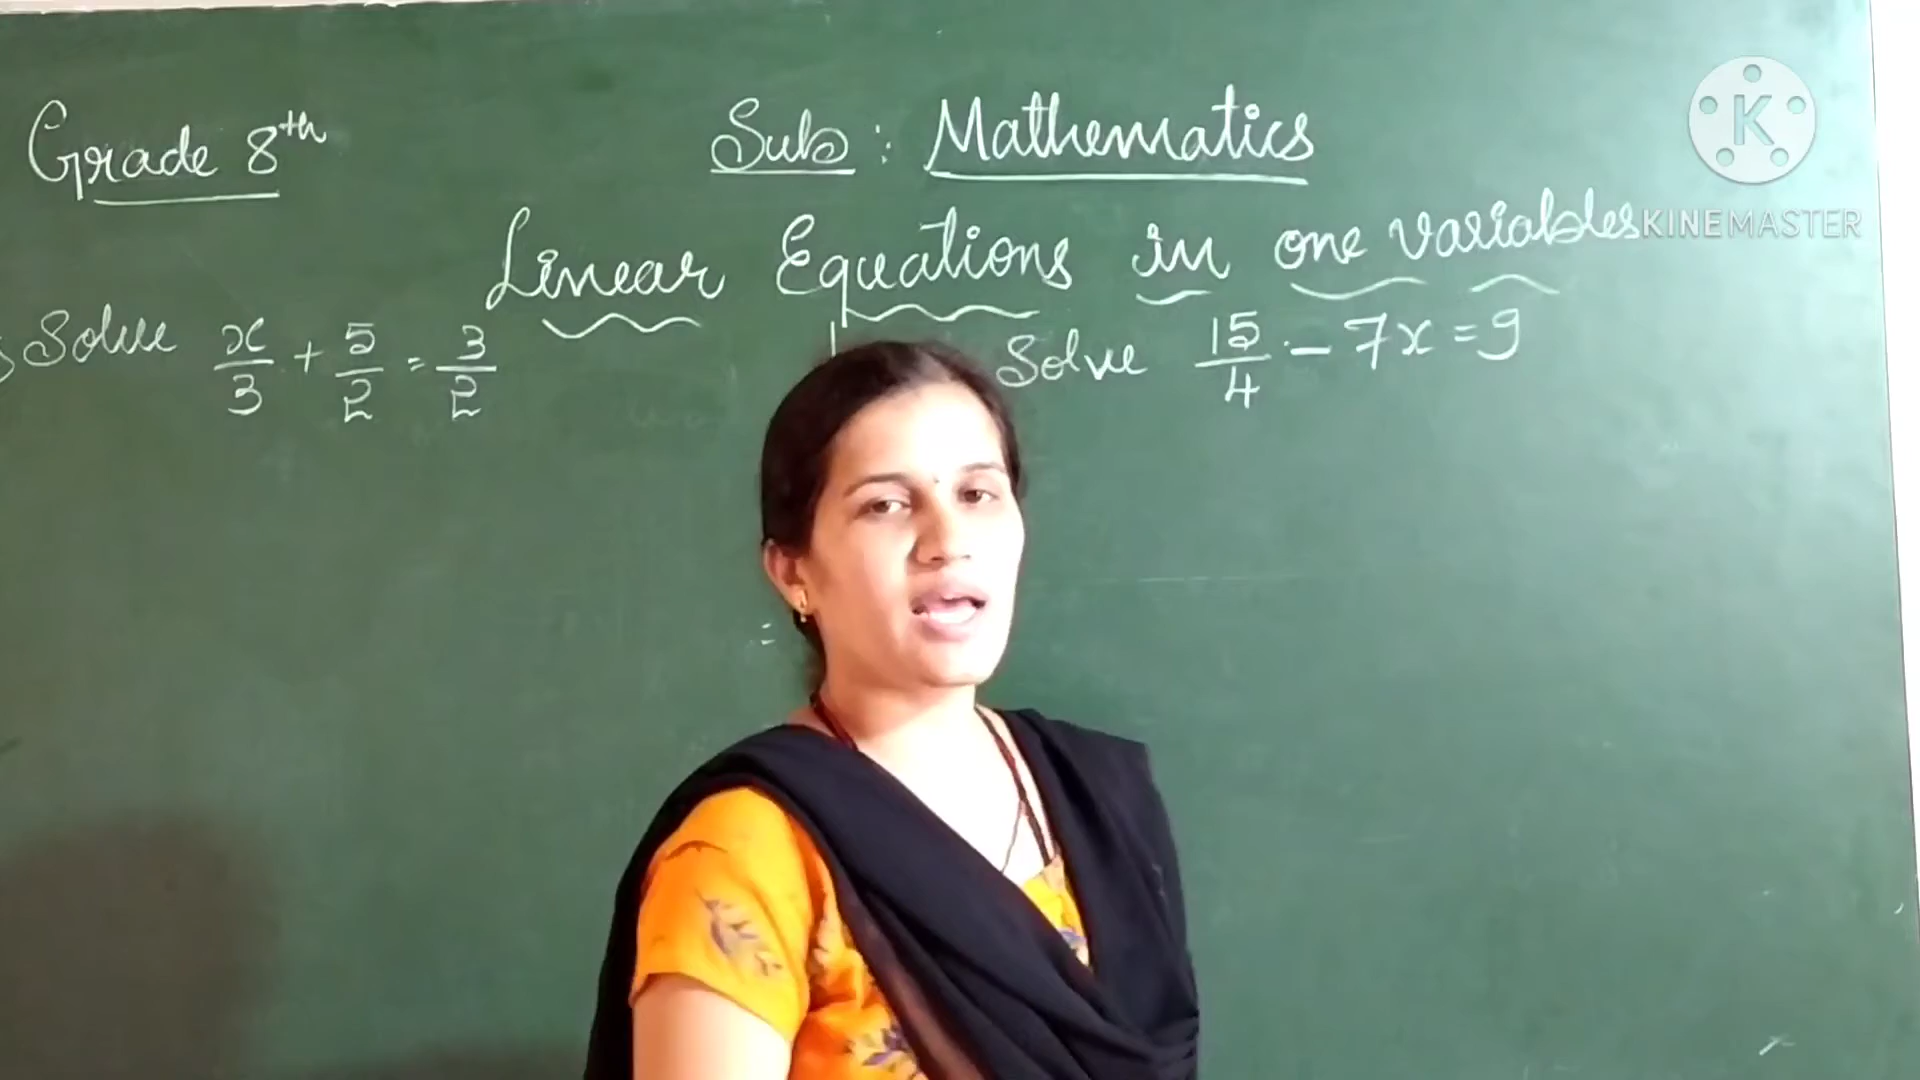 Grade 8th
Sub : Mathematics
Linear Equations in one variables
Solve x/3 + 5/2 = 3/2
Solve 15/4 - 7x = 9
K
KINEMASTER